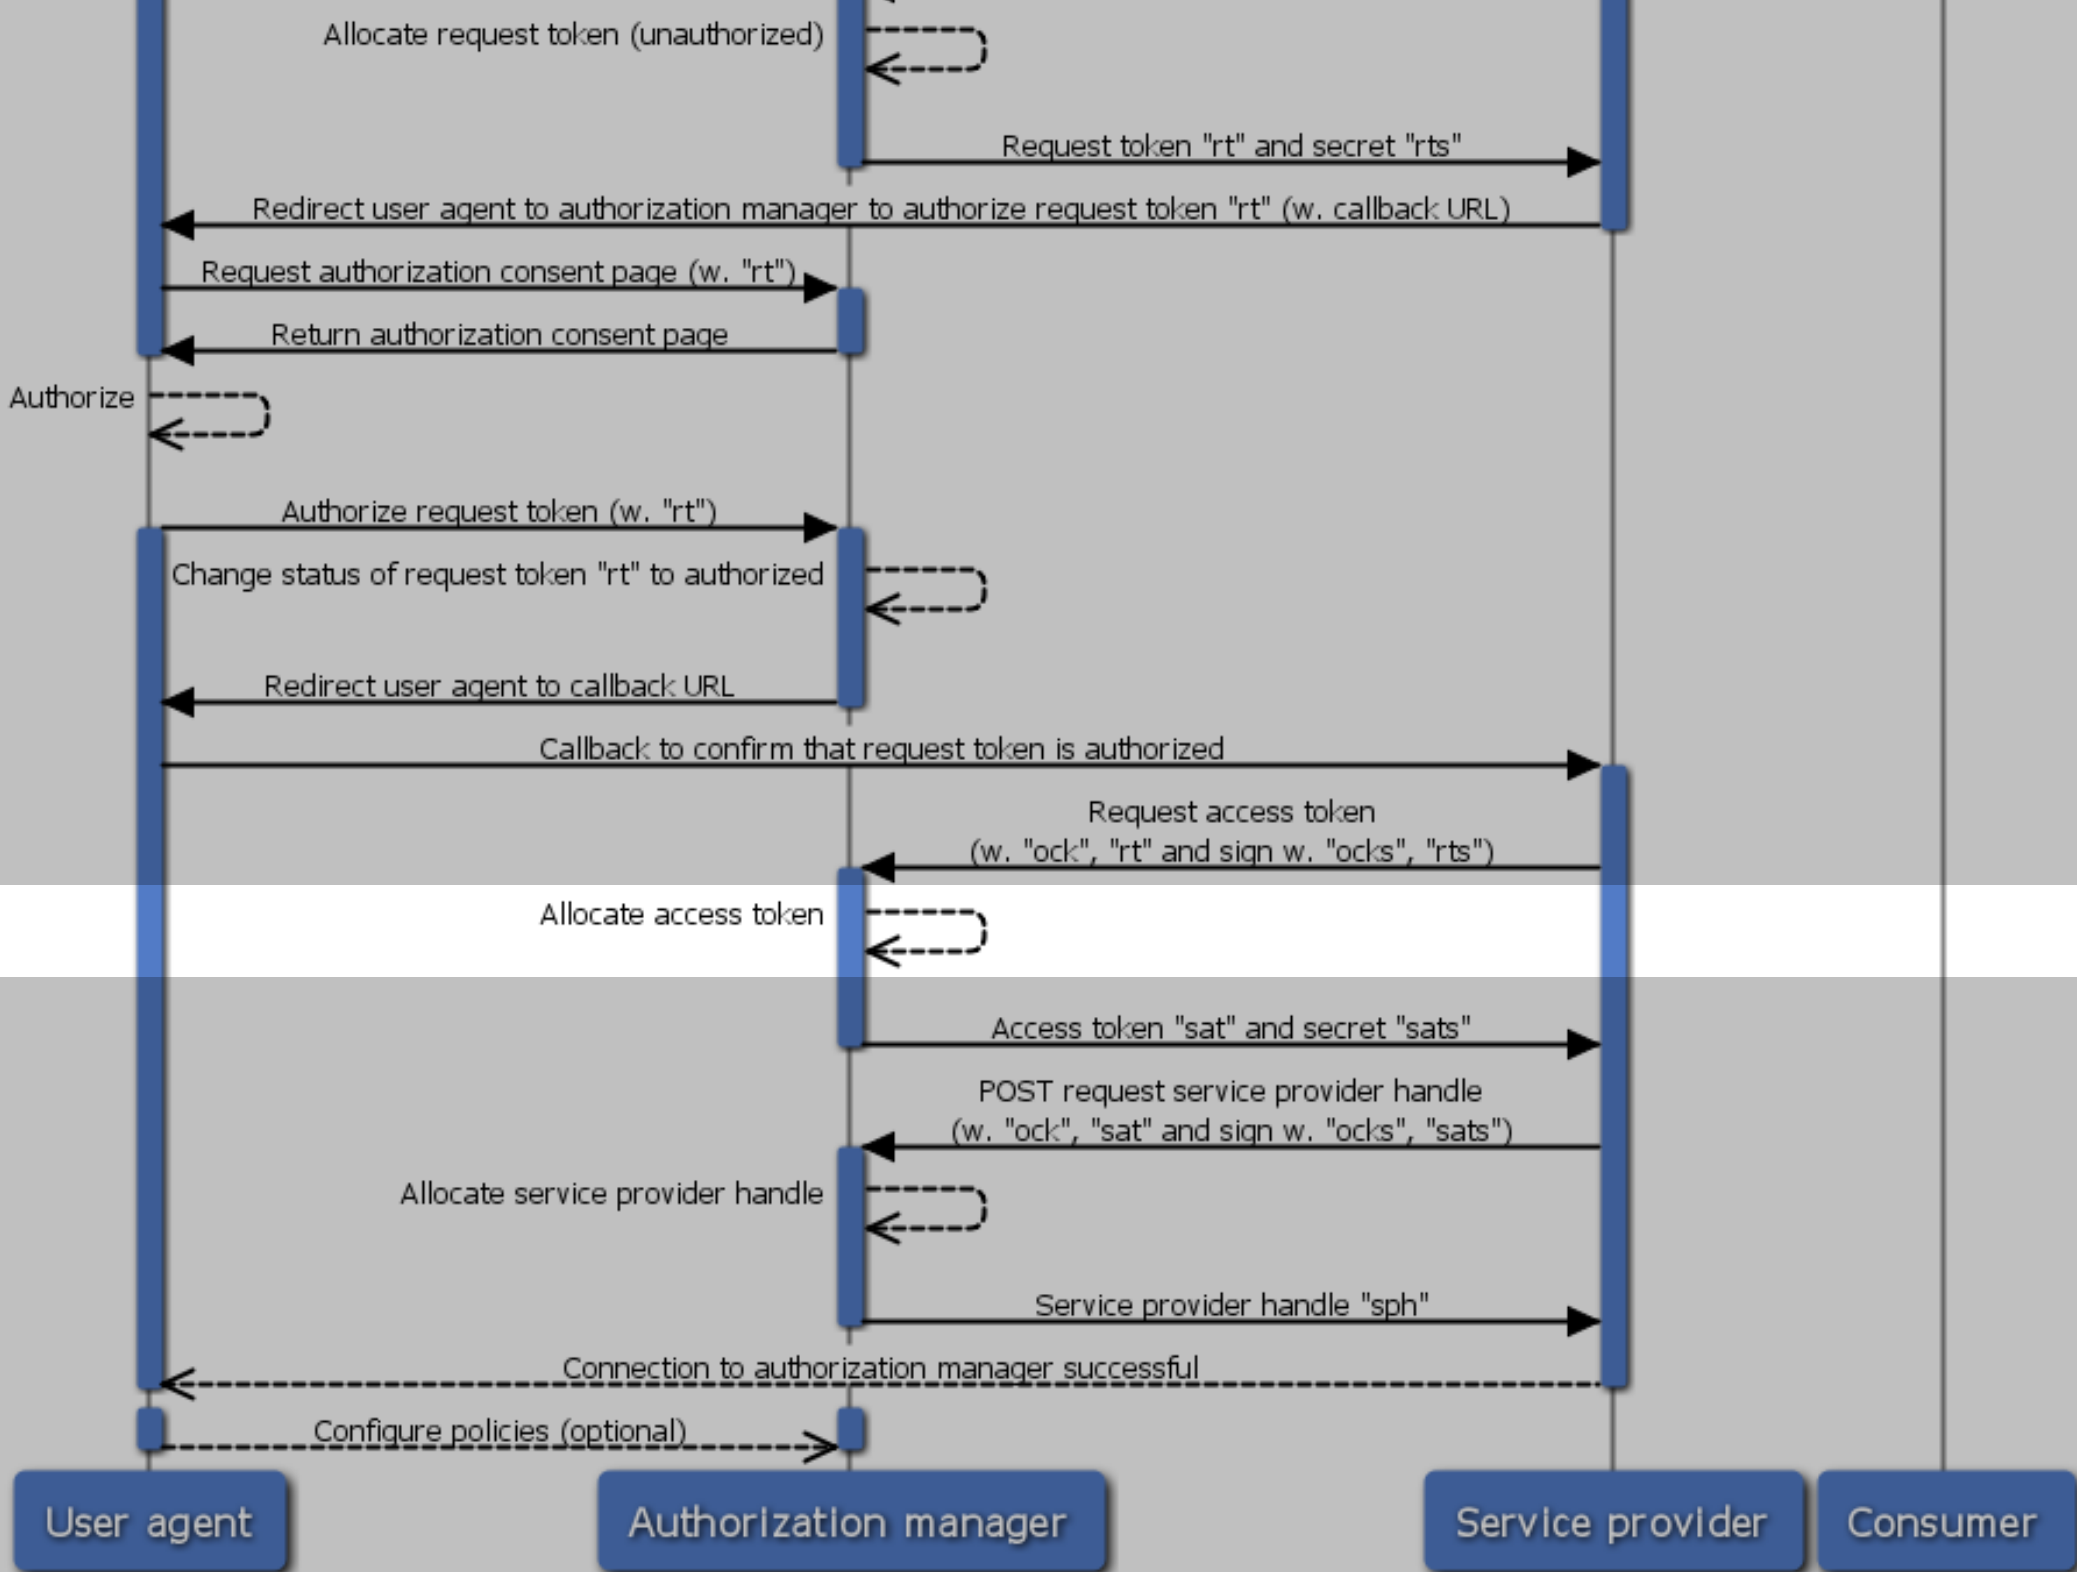 Allocate request token (unauthorized)
Request token "rt" and secret "rts"
Redirect user agent to authorization manager to authorize request token "rt" (w. callback URL)
Request authorization consent page (w. "rt")
Return authorization consent page
Authorize
Authorize request token (w. "rt")
Change status of request token "rt" to authorized
Redirect user agent to callback URL
Callback to confirm that request token is authorized
Request access token
(w. "ock", "rt" and sign w. "ocks", "rts")
Allocate access token
Access token "sat" and secret "sats"
POST request service provider handle
(w. "ock", "sat" and sign w. "ocks", "sats")
Allocate service provider handle
Service provider handle "sph"
Connection to authorization manager successful
Configure policies (optional)
User agent
Authorization manager
Service provider
Consumer